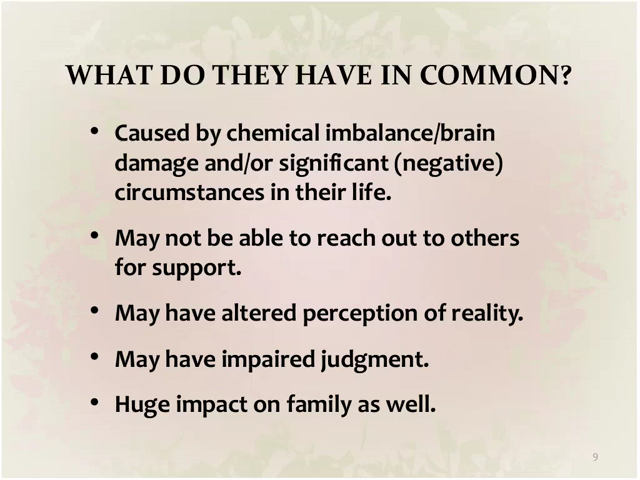 WHAT DO THEY HAVE IN COMMON?
• Caused by chemical imbalance/brain
damage and/or significant (negative)
circumstances in their life.
• May not be able to reach out to others
for support.
• May have altered perception of reality.
• May have impaired judgment.
• Huge impact on family as well.
9